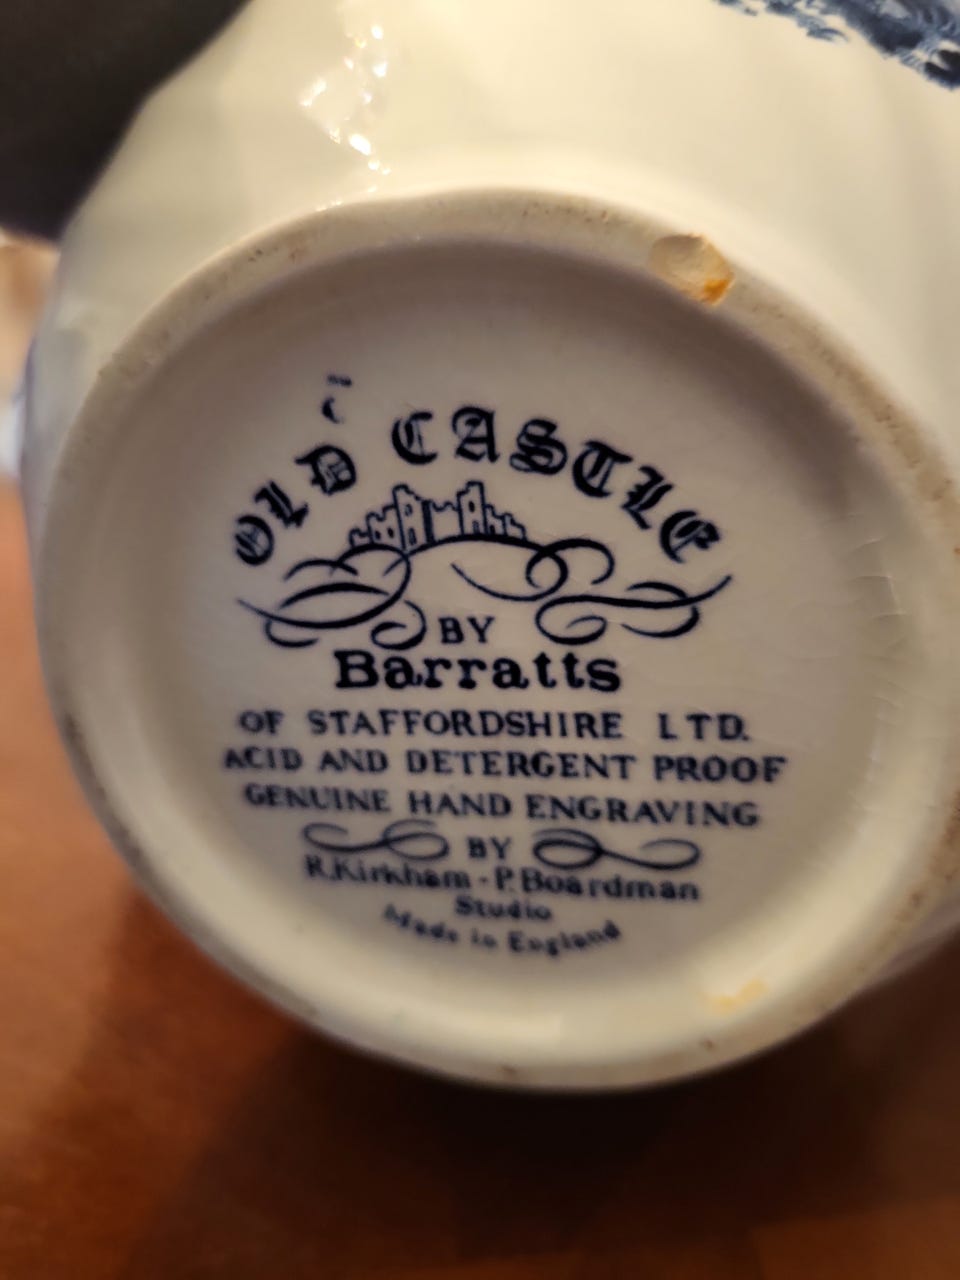 OLD CASTLE
BY
Barratts
OF STAFFORDSHIRE LTD.
ACID AND DETERGENT PROOF
GENUINE HAND ENGRAVING
BY
R.Kirkham - P.Boardman
Studio
Made in England